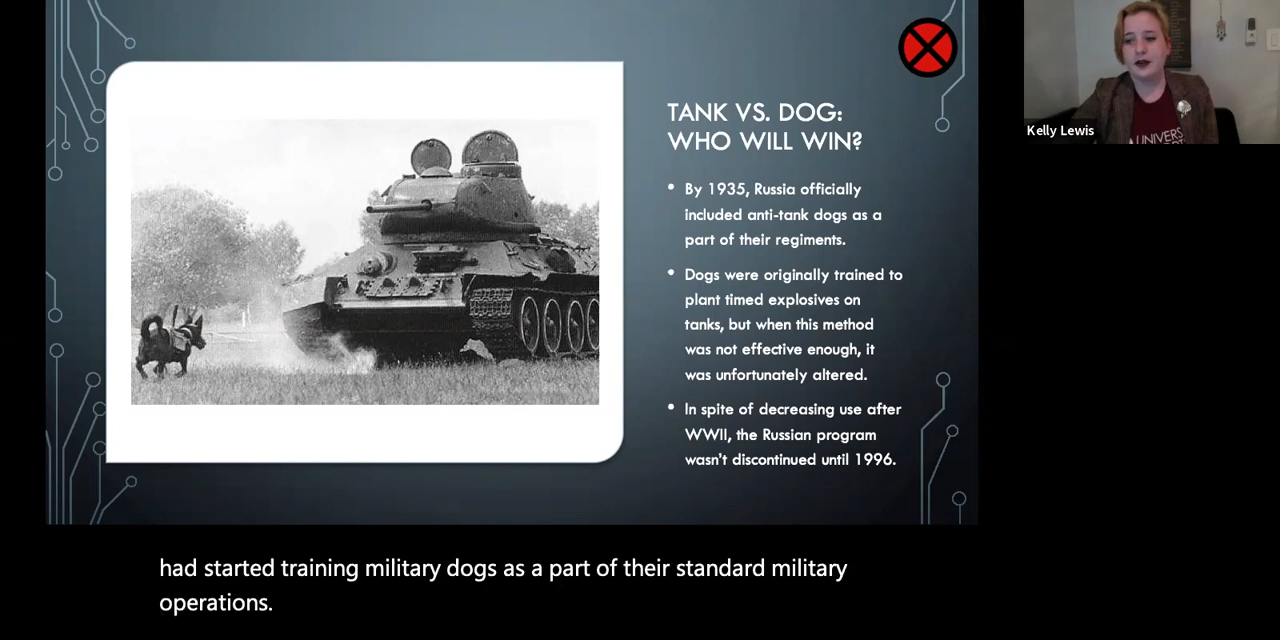 TANK VS. DOG:
WHO WILL WIN?
• By 1935, Russia officially
included anti-tank dogs as a
part of their regiments.
• Dogs were originally trained to
plant timed explosives on
tanks, but when this method
was not effective enough, it
was unfortunately altered.
• In spite of decreasing use after
WWII, the Russian program
wasn't discontinued until 1996.
Kelly Lewis
had started training military dogs as a part of their standard military
operations.